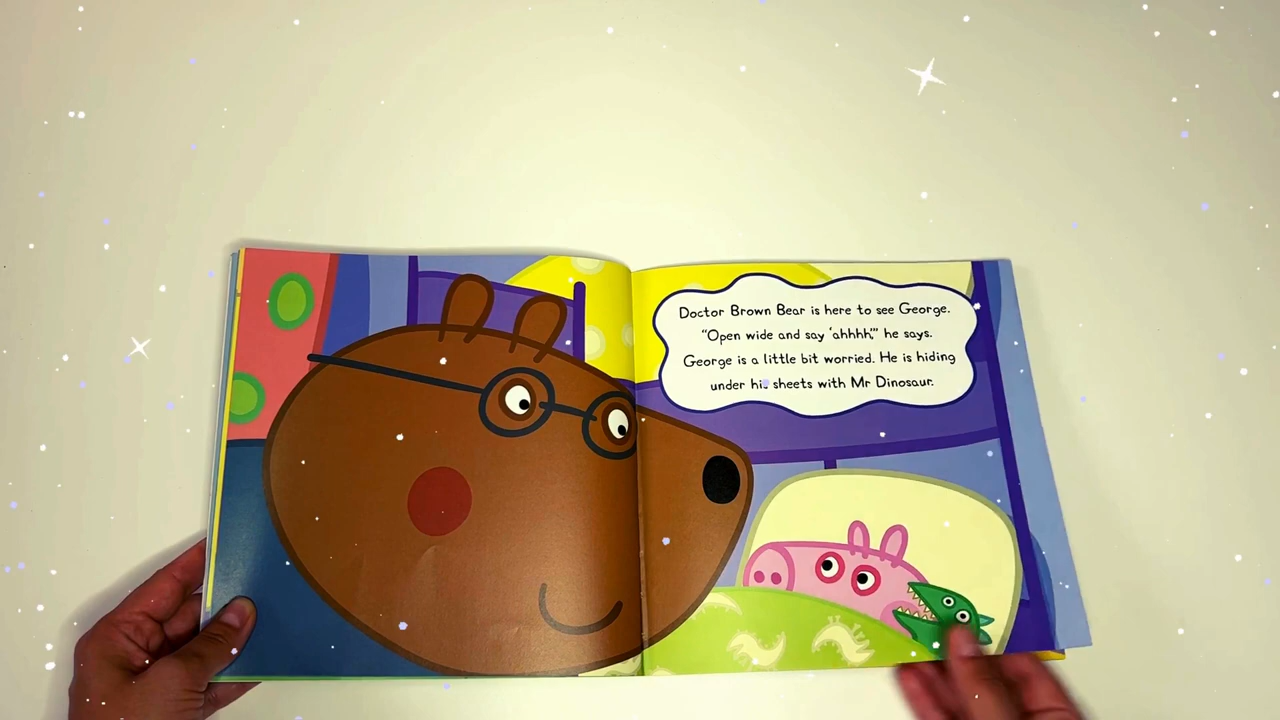 Doctor Brown Bear is here to see George.
“Open wide and say ‘ahhhh,’” he says.
George is a little bit worried. He is hiding
under his sheets with Mr Dinosaur.